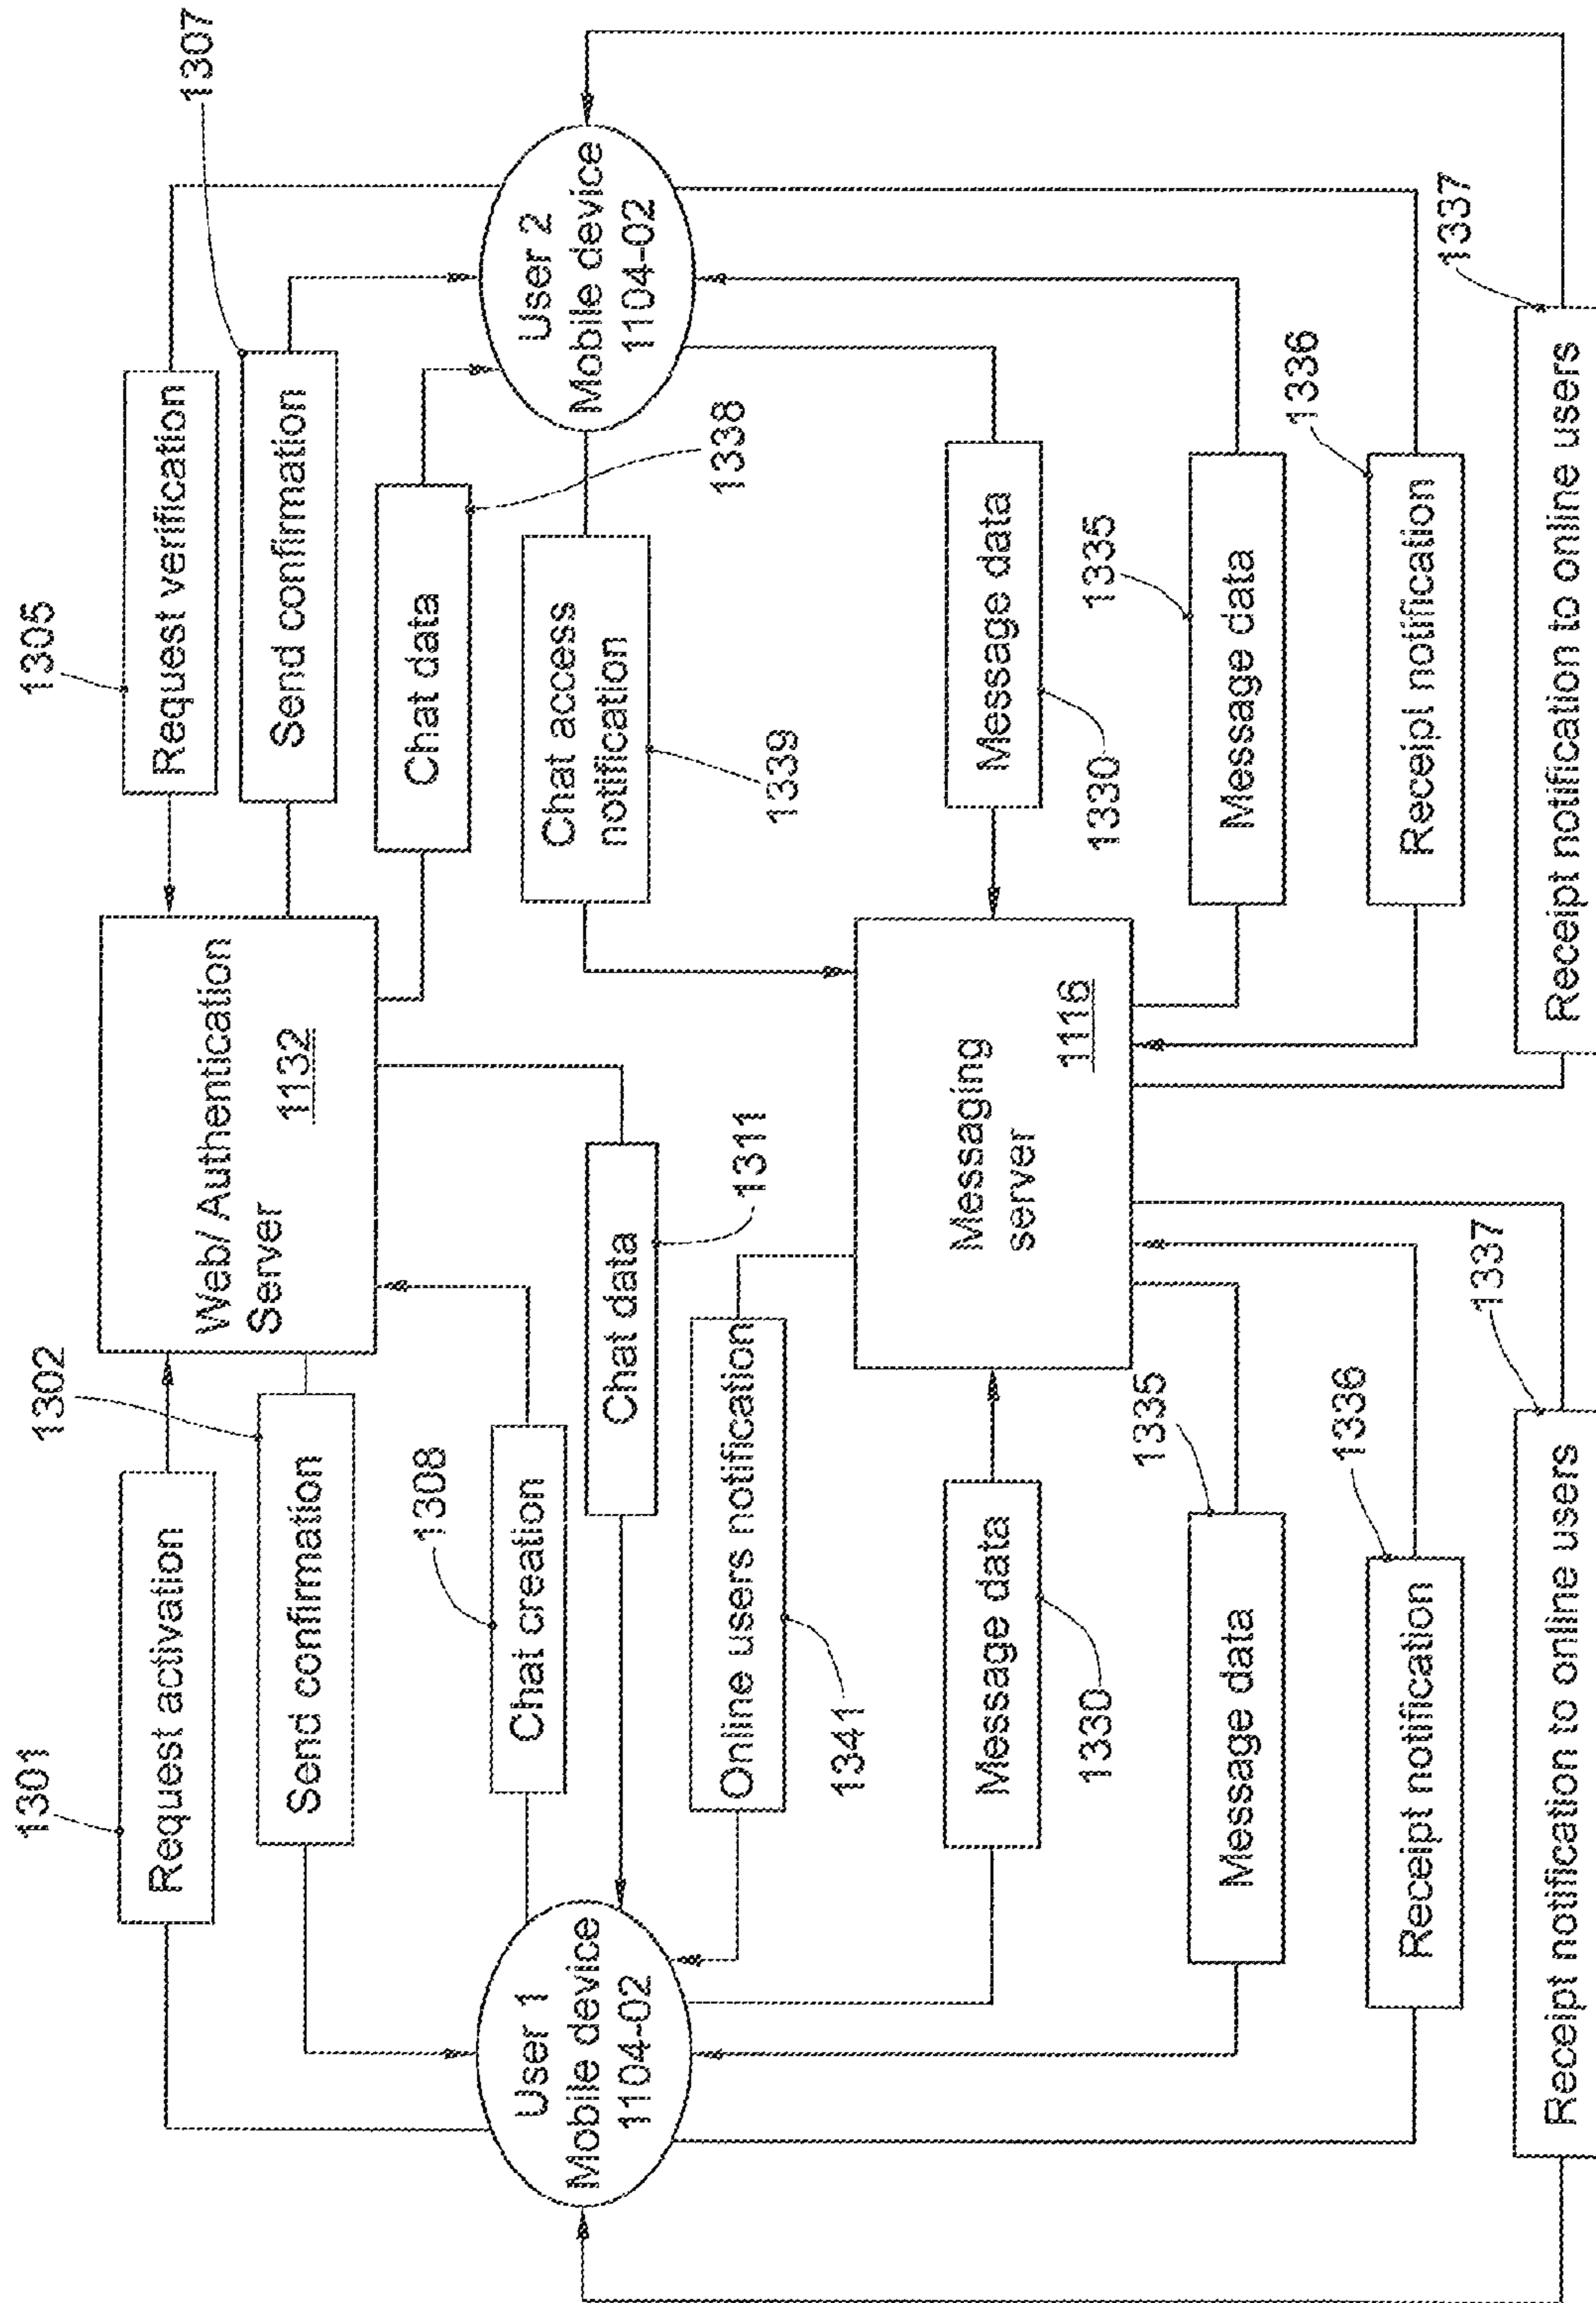 1301
Request activation
1302
Send confirmation
Web/ Authentication
Server
1132
1305
Request verification
1307
Send confirmation
Chat data
1338
1308
Chat creation
Chat data
1311
User 1
Mobile device
1104-02
User 2
Mobile device
1104-02
Chat access
notification
1339
Online users notification
1341
Message data
1330
Messaging
server
1116
Message data
1330
1335
Message data
1335
Message data
1336
Receipt notification
1336
Receipt notification
1337
Receipt notification to online users
1337
Receipt notification to online users